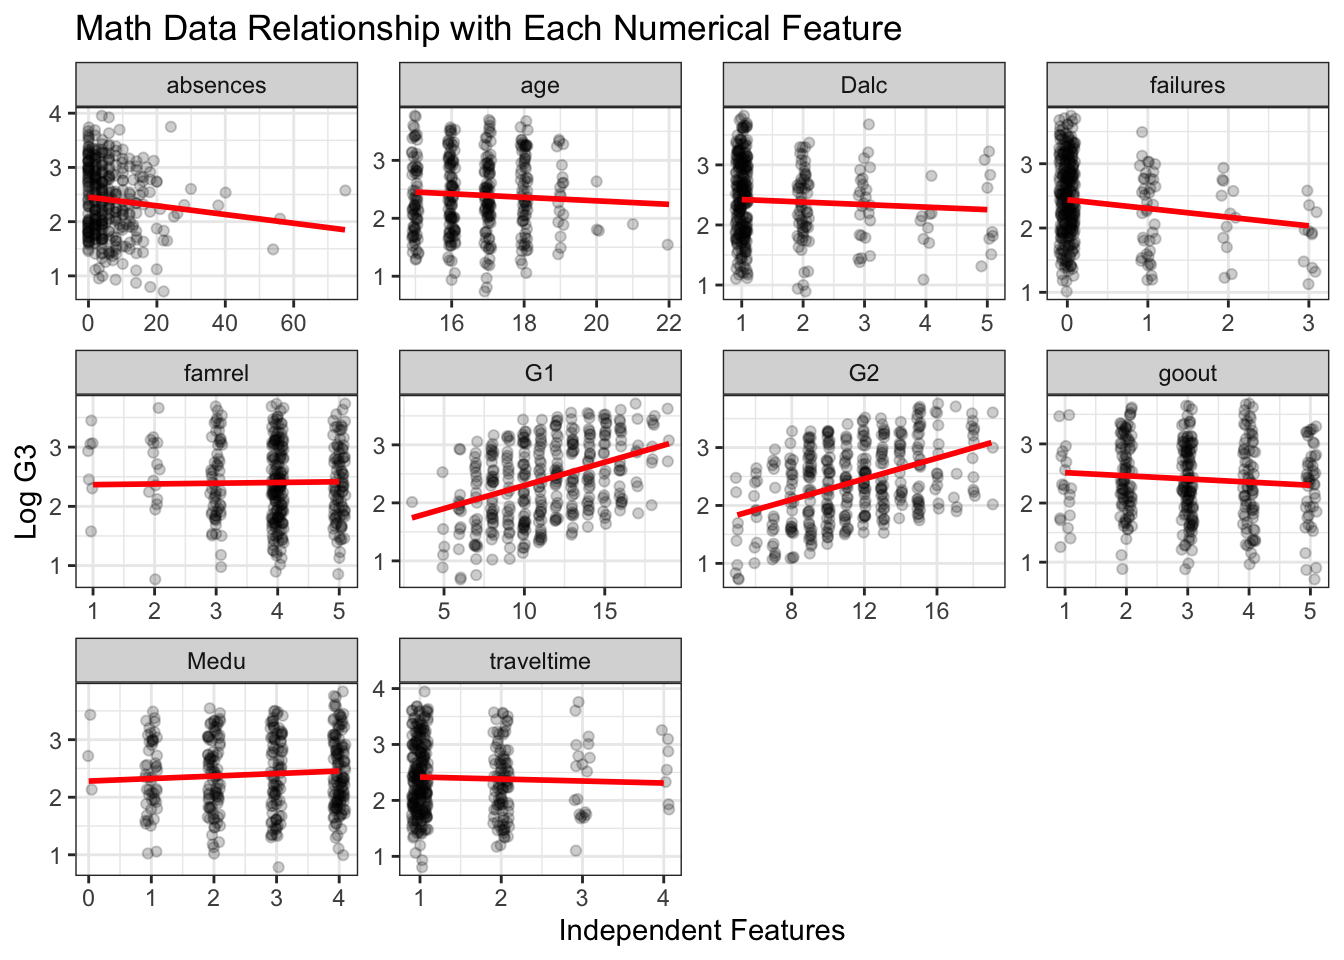 Math Data Relationship with Each Numerical Feature
absences age Dalc failures
4
3
2
1
3
2
1
3
2
1
3
2
1
0 20 40 60
16 18 20 22
1 2 3 4 5
0 1 2 3
famrel G1 G2 goout
Log G3
3
2
1
3
2
1
3
2
1
3
2
1
1 2 3 4 5
5 10 15
8 12 16
1 2 3 4 5
Medu traveltime
3
2
1
4
3
2
1
0 1 2 3 4
1 2 3 4
Independent Features